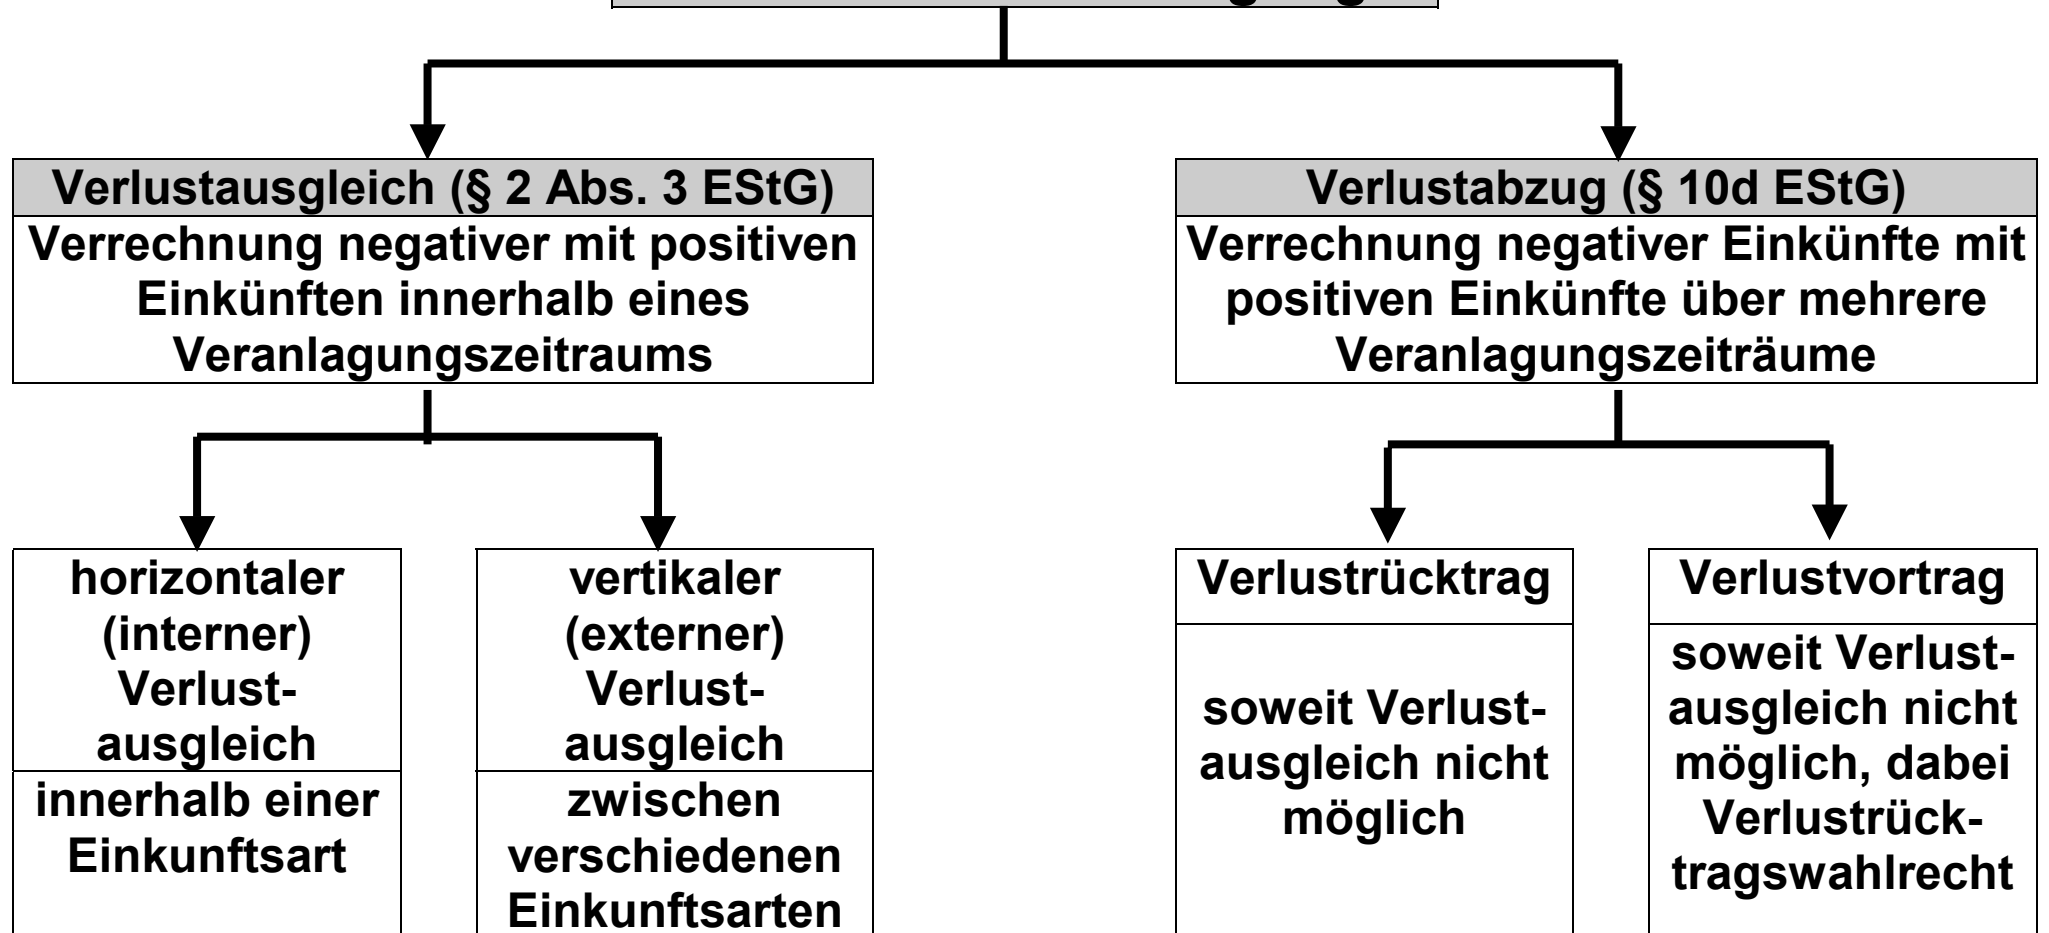 Verlustausgleich (§ 2 Abs. 3 EStG)
Verrechnung negativer mit positiven
Einkünften innerhalb eines
Veranlagungszeitraums
Verlustabzug (§ 10d EStG)
Verrechnung negativer Einkünfte mit
positiven Einkünfte über mehrere
Veranlagungszeiträume
horizontaler
(interner)
Verlust-
ausgleich
innerhalb einer
Einkunftsart
vertikaler
(externer)
Verlust-
ausgleich
zwischen
verschiedenen
Einkunftsarten
Verlustrücktrag
soweit Verlust-
ausgleich nicht
möglich
Verlustvortrag
soweit Verlust-
ausgleich nicht
möglich, dabei
Verlustrück-
tragswahlrecht